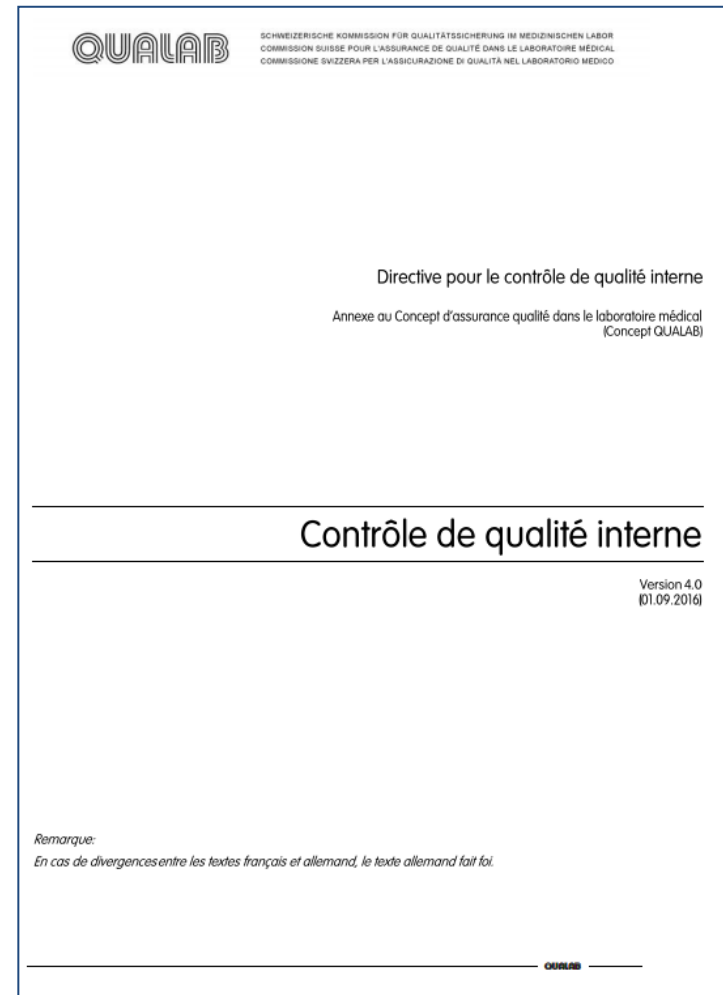 QUALAB
SCHWEIZERISCHE KOMMISSION FÜR QUALITÄTSSICHERUNG IM MEDIZINISCHEN LABOR
COMMISSION SUISSE POUR L'ASSURANCE DE QUALITÉ DANS LE LABORATOIRE MÉDICAL
COMMISSIONE SVIZZERA PER L'ASSICURAZIONE DI QUALITÀ NEL LABORATORIO MEDICO
Directive pour le contrôle de qualité interne
Annexe au Concept d'assurance qualité dans le laboratoire médical
(Concept QUALAB)
Contrôle de qualité interne
Version 4.0
(01.09.2016)
Remarque:
En cas de divergences entre les textes français et allemand, le texte allemand fait foi.
QUALAB